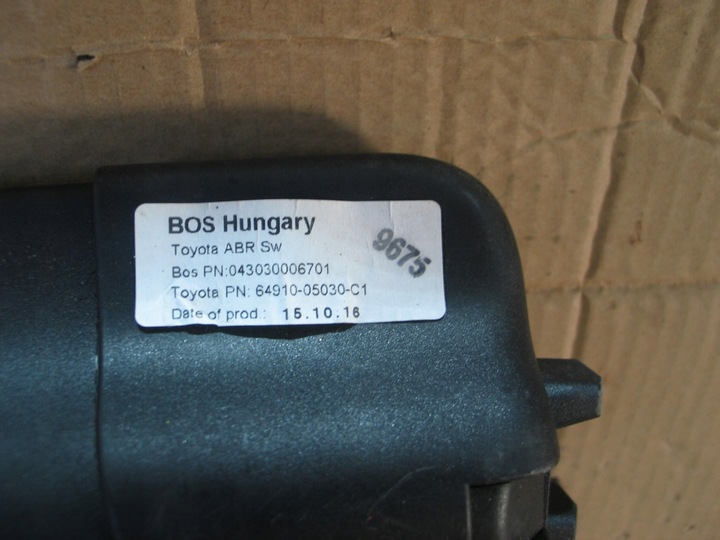 BOS Hungary
Toyota ABR Sw
Bos PN:043030006701
Toyota PN: 64910-05030-C1
Date of prod.: 15.10.16
9675